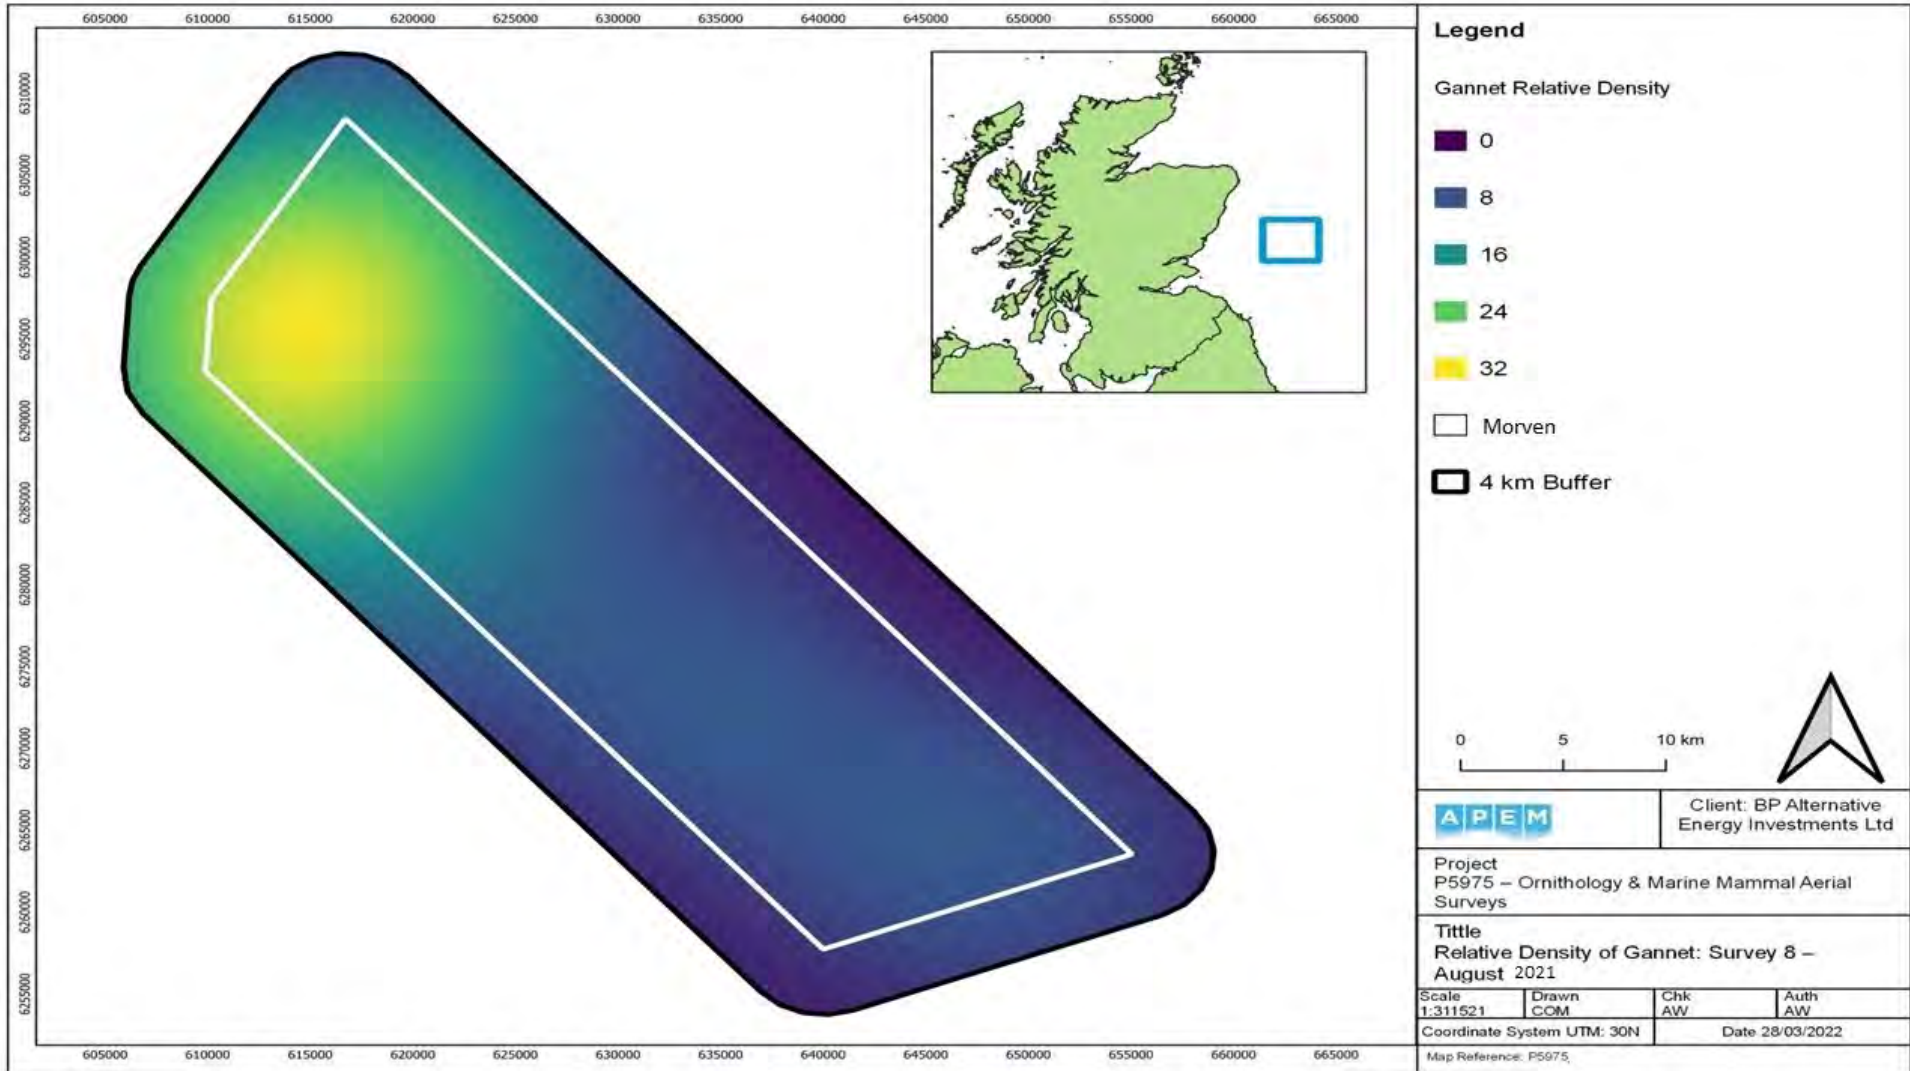 605000 610000 615000 620000 625000 630000 635000 640000 645000 650000 655000 660000 665000
6310000
6305000
6300000
6295000
6290000
6285000
6280000
6275000
6270000
6265000
6260000
6255000
605000 610000 615000 620000 625000 630000 635000 640000 645000 650000 655000 660000 665000
Legend
Gannet Relative Density
0
8
16
24
32
Morven
4 km Buffer
0 5 10 km
APEM
Client: BP Alternative
Energy Investments Ltd
Project
P5975 – Ornithology & Marine Mammal Aerial
Surveys
Tittle
Relative Density of Gannet: Survey 8 –
August 2021
Scale Drawn Chk Auth
1:311521 COM AW AW
Coordinate System UTM: 30N Date 28/03/2022
Map Reference: P5975